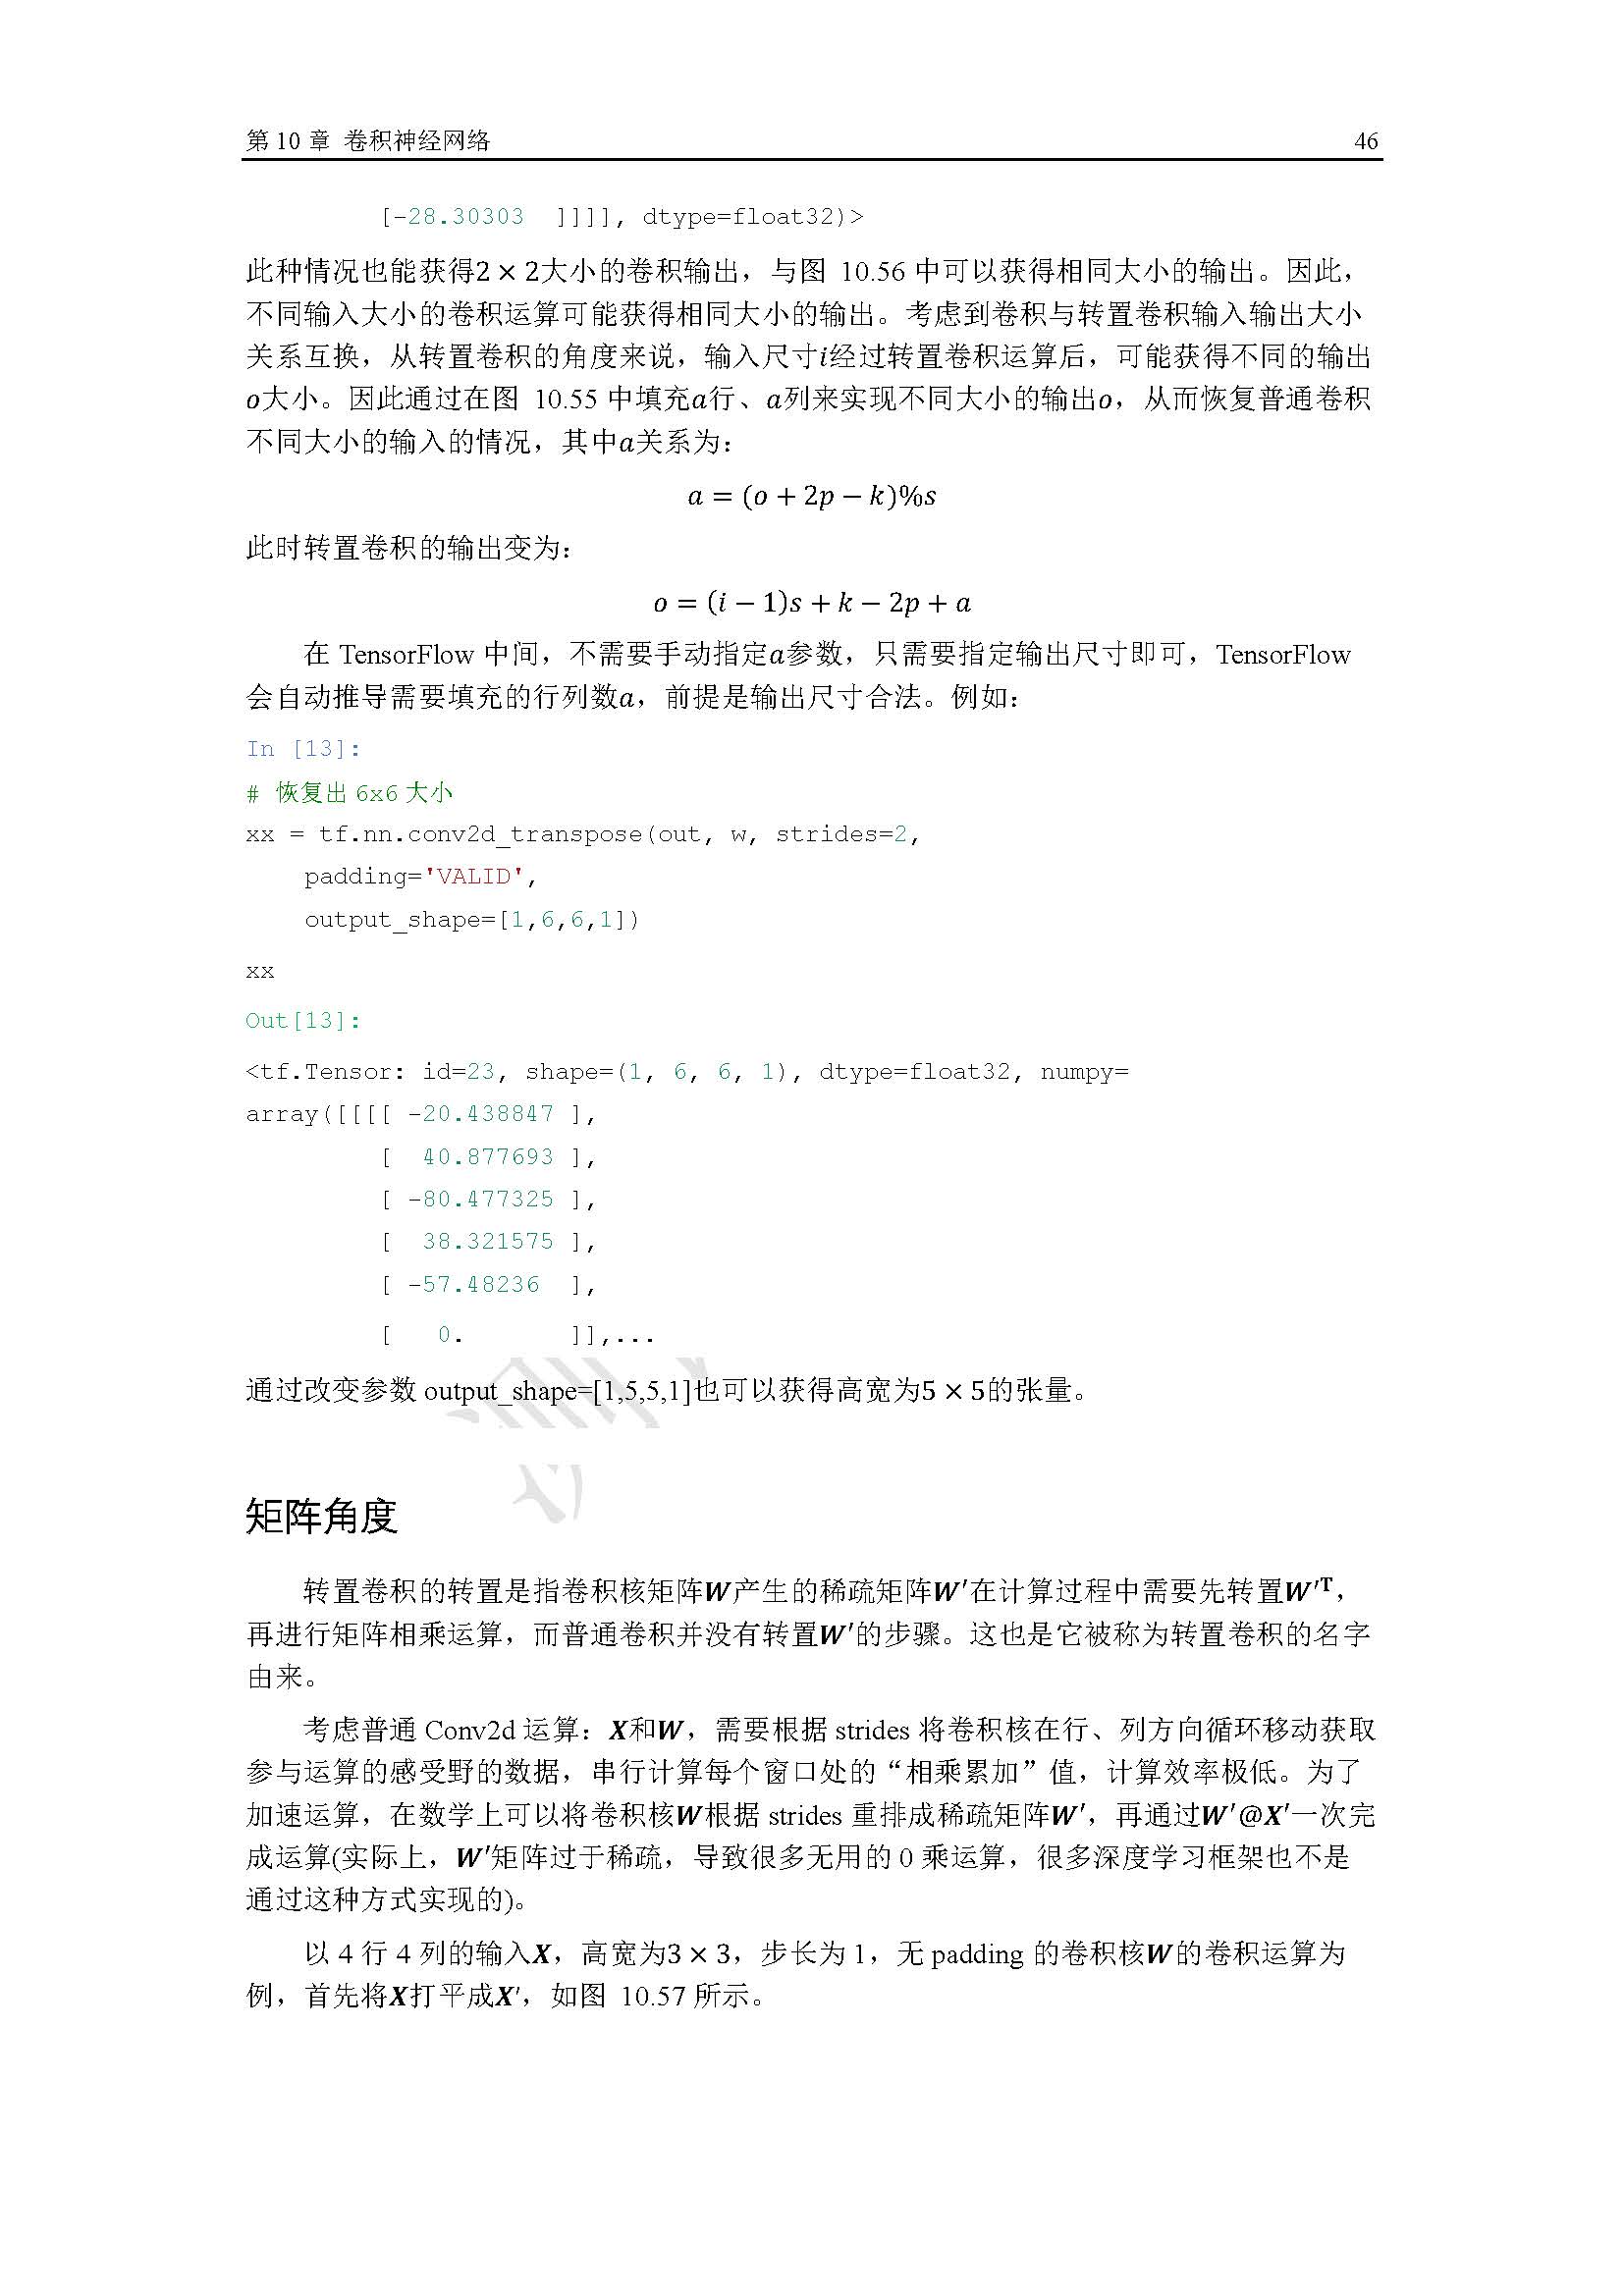 第 10 章 卷积神经网络 46
[-28.30303 ]]]], dtype=float32)>
此种情况也能获得2 × 2大小的卷积输出，与图 10.56 中可以获得相同大小的输出。因此，
不同输入大小的卷积运算可能获得相同大小的输出。考虑到卷积与转置卷积输入输出大小
关系互换，从转置卷积的角度来说，输入尺寸i经过转置卷积运算后，可能获得不同的输出
o大小。因此通过在图 10.55 中填充a行、a列来实现不同大小的输出o，从而恢复普通卷积
不同大小的输入的情况，其中a关系为：
a = (o + 2p − k)%s
此时转置卷积的输出变为：
o = (i − 1)s + k − 2p + a
在 TensorFlow 中间，不需要手动指定a参数，只需要指定输出尺寸即可，TensorFlow
会自动推导需要填充的行列数a，前提是输出尺寸合法。例如：
In [13]:
# 恢复出 6x6 大小
xx = tf.nn.conv2d_transpose(out, w, strides=2,
padding='VALID',
output_shape=[1,6,6,1])
xx
Out[13]:
<tf.Tensor: id=23, shape=(1, 6, 6, 1), dtype=float32, numpy=
array([[[[ -20.438847 ],
[ 40.877693 ],
[ -80.477325 ],
[ 38.321575 ],
[ -57.48236 ],
[ 0. ]],...
通过改变参数 output_shape=[1,5,5,1]也可以获得高宽为5 × 5的张量。
矩阵角度
转置卷积的转置是指卷积核矩阵W产生的稀疏矩阵W′在计算过程中需要先转置W′ᵀ，
再进行矩阵相乘运算，而普通卷积并没有转置W′的步骤。这也是它被称为转置卷积的名字
由来。
考虑普通 Conv2d 运算：X和W，需要根据 strides 将卷积核在行、列方向循环移动获取
参与运算的感受野的数据，串行计算每个窗口处的“相乘累加”值，计算效率极低。为了
加速运算，在数学上可以将卷积核W根据 strides 重排成稀疏矩阵W′，再通过W′@X′一次完
成运算(实际上，W′矩阵过于稀疏，导致很多无用的 0 乘运算，很多深度学习框架也不是
通过这种方式实现的)。
以 4 行 4 列的输入X，高宽为3 × 3，步长为 1，无 padding 的卷积核W的卷积运算为
例，首先将X打平成X′，如图 10.57 所示。